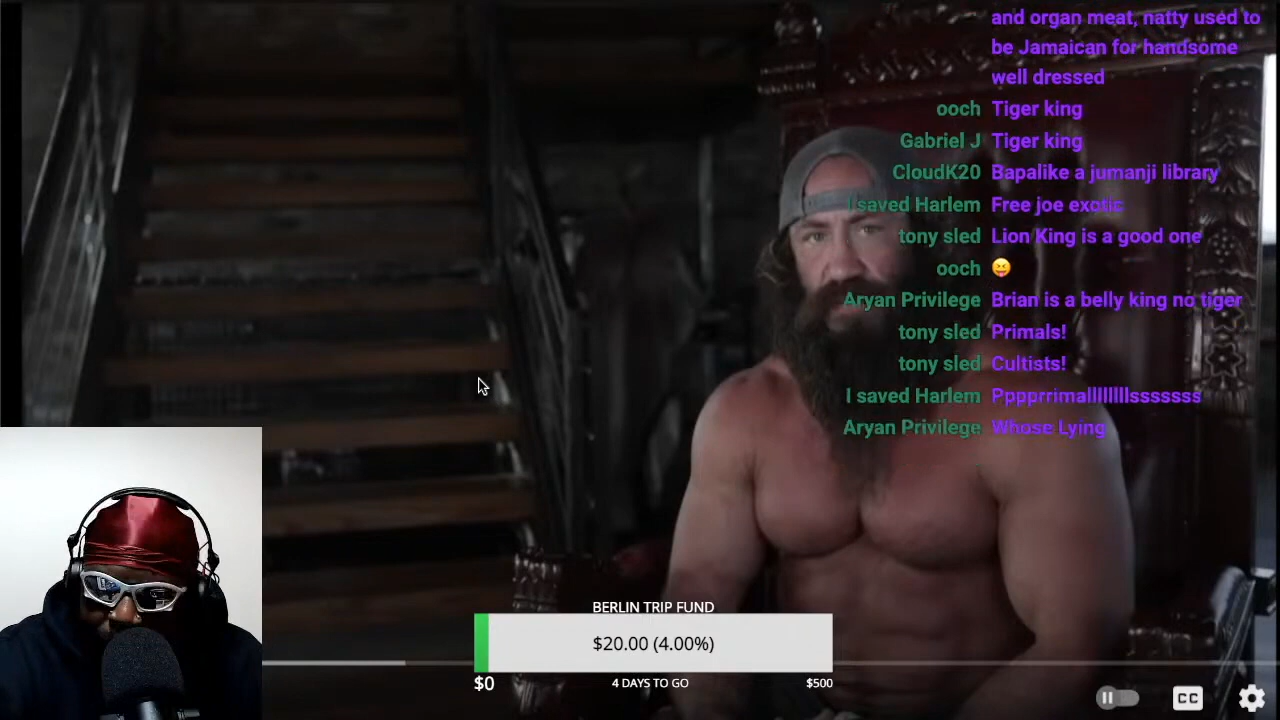 and organ meat, natty used to
be Jamaican for handsome
well dressed
ooch Tiger king
Gabriel J Tiger king
CloudK20 Bapalike a jumanji library
I saved Harlem Free joe exotic
tony sled Lion King is a good one
ooch 😝
Aryan Privilege Brian is a belly king no tiger
tony sled Primals!
tony sled Cultists!
I saved Harlem Pppprrimalllllllsssssss
Aryan Privilege Whose Lying
BERLIN TRIP FUND
$20.00 (4.00%)
$0 4 DAYS TO GO $500
CC